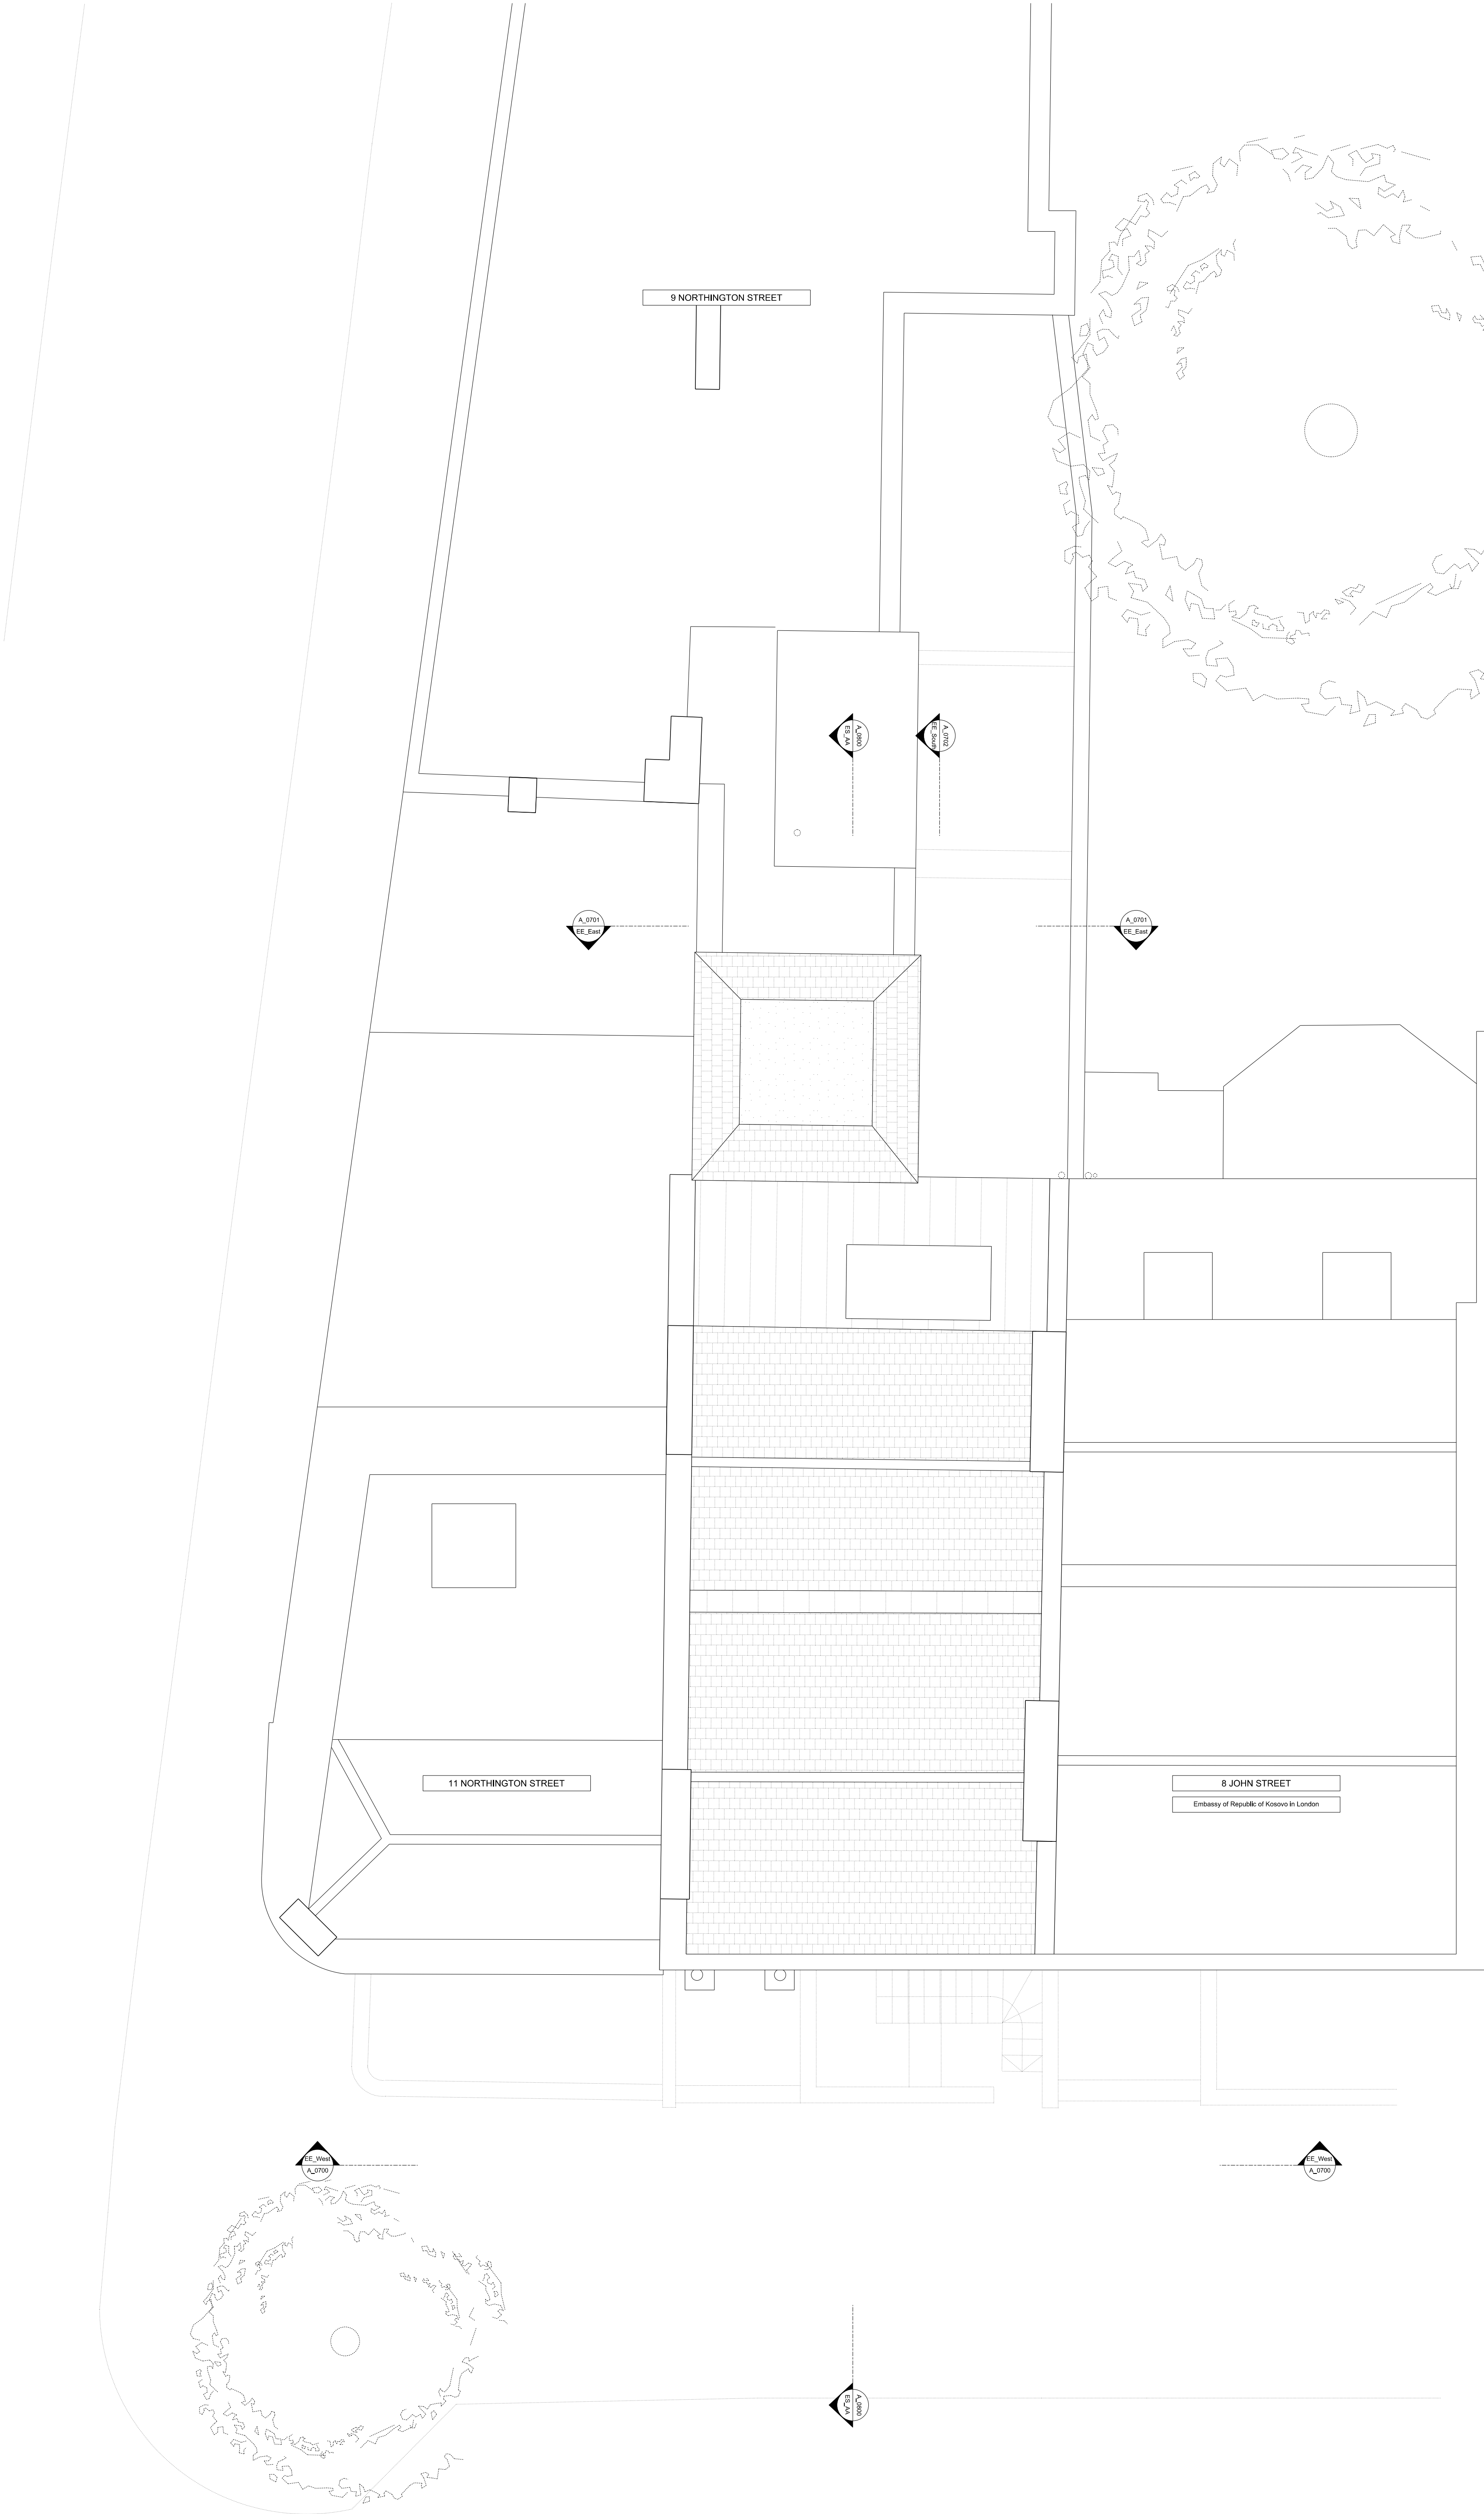 9 NORTHINGTON STREET
A_0800
ES_AA
A_0702
EE_South
A_0701
EE_East
A_0701
EE_East
11 NORTHINGTON STREET
8 JOHN STREET
Embassy of Republic of Kosovo in London
EE_West
A_0700
EE_West
A_0700
A_0800
ES_AA